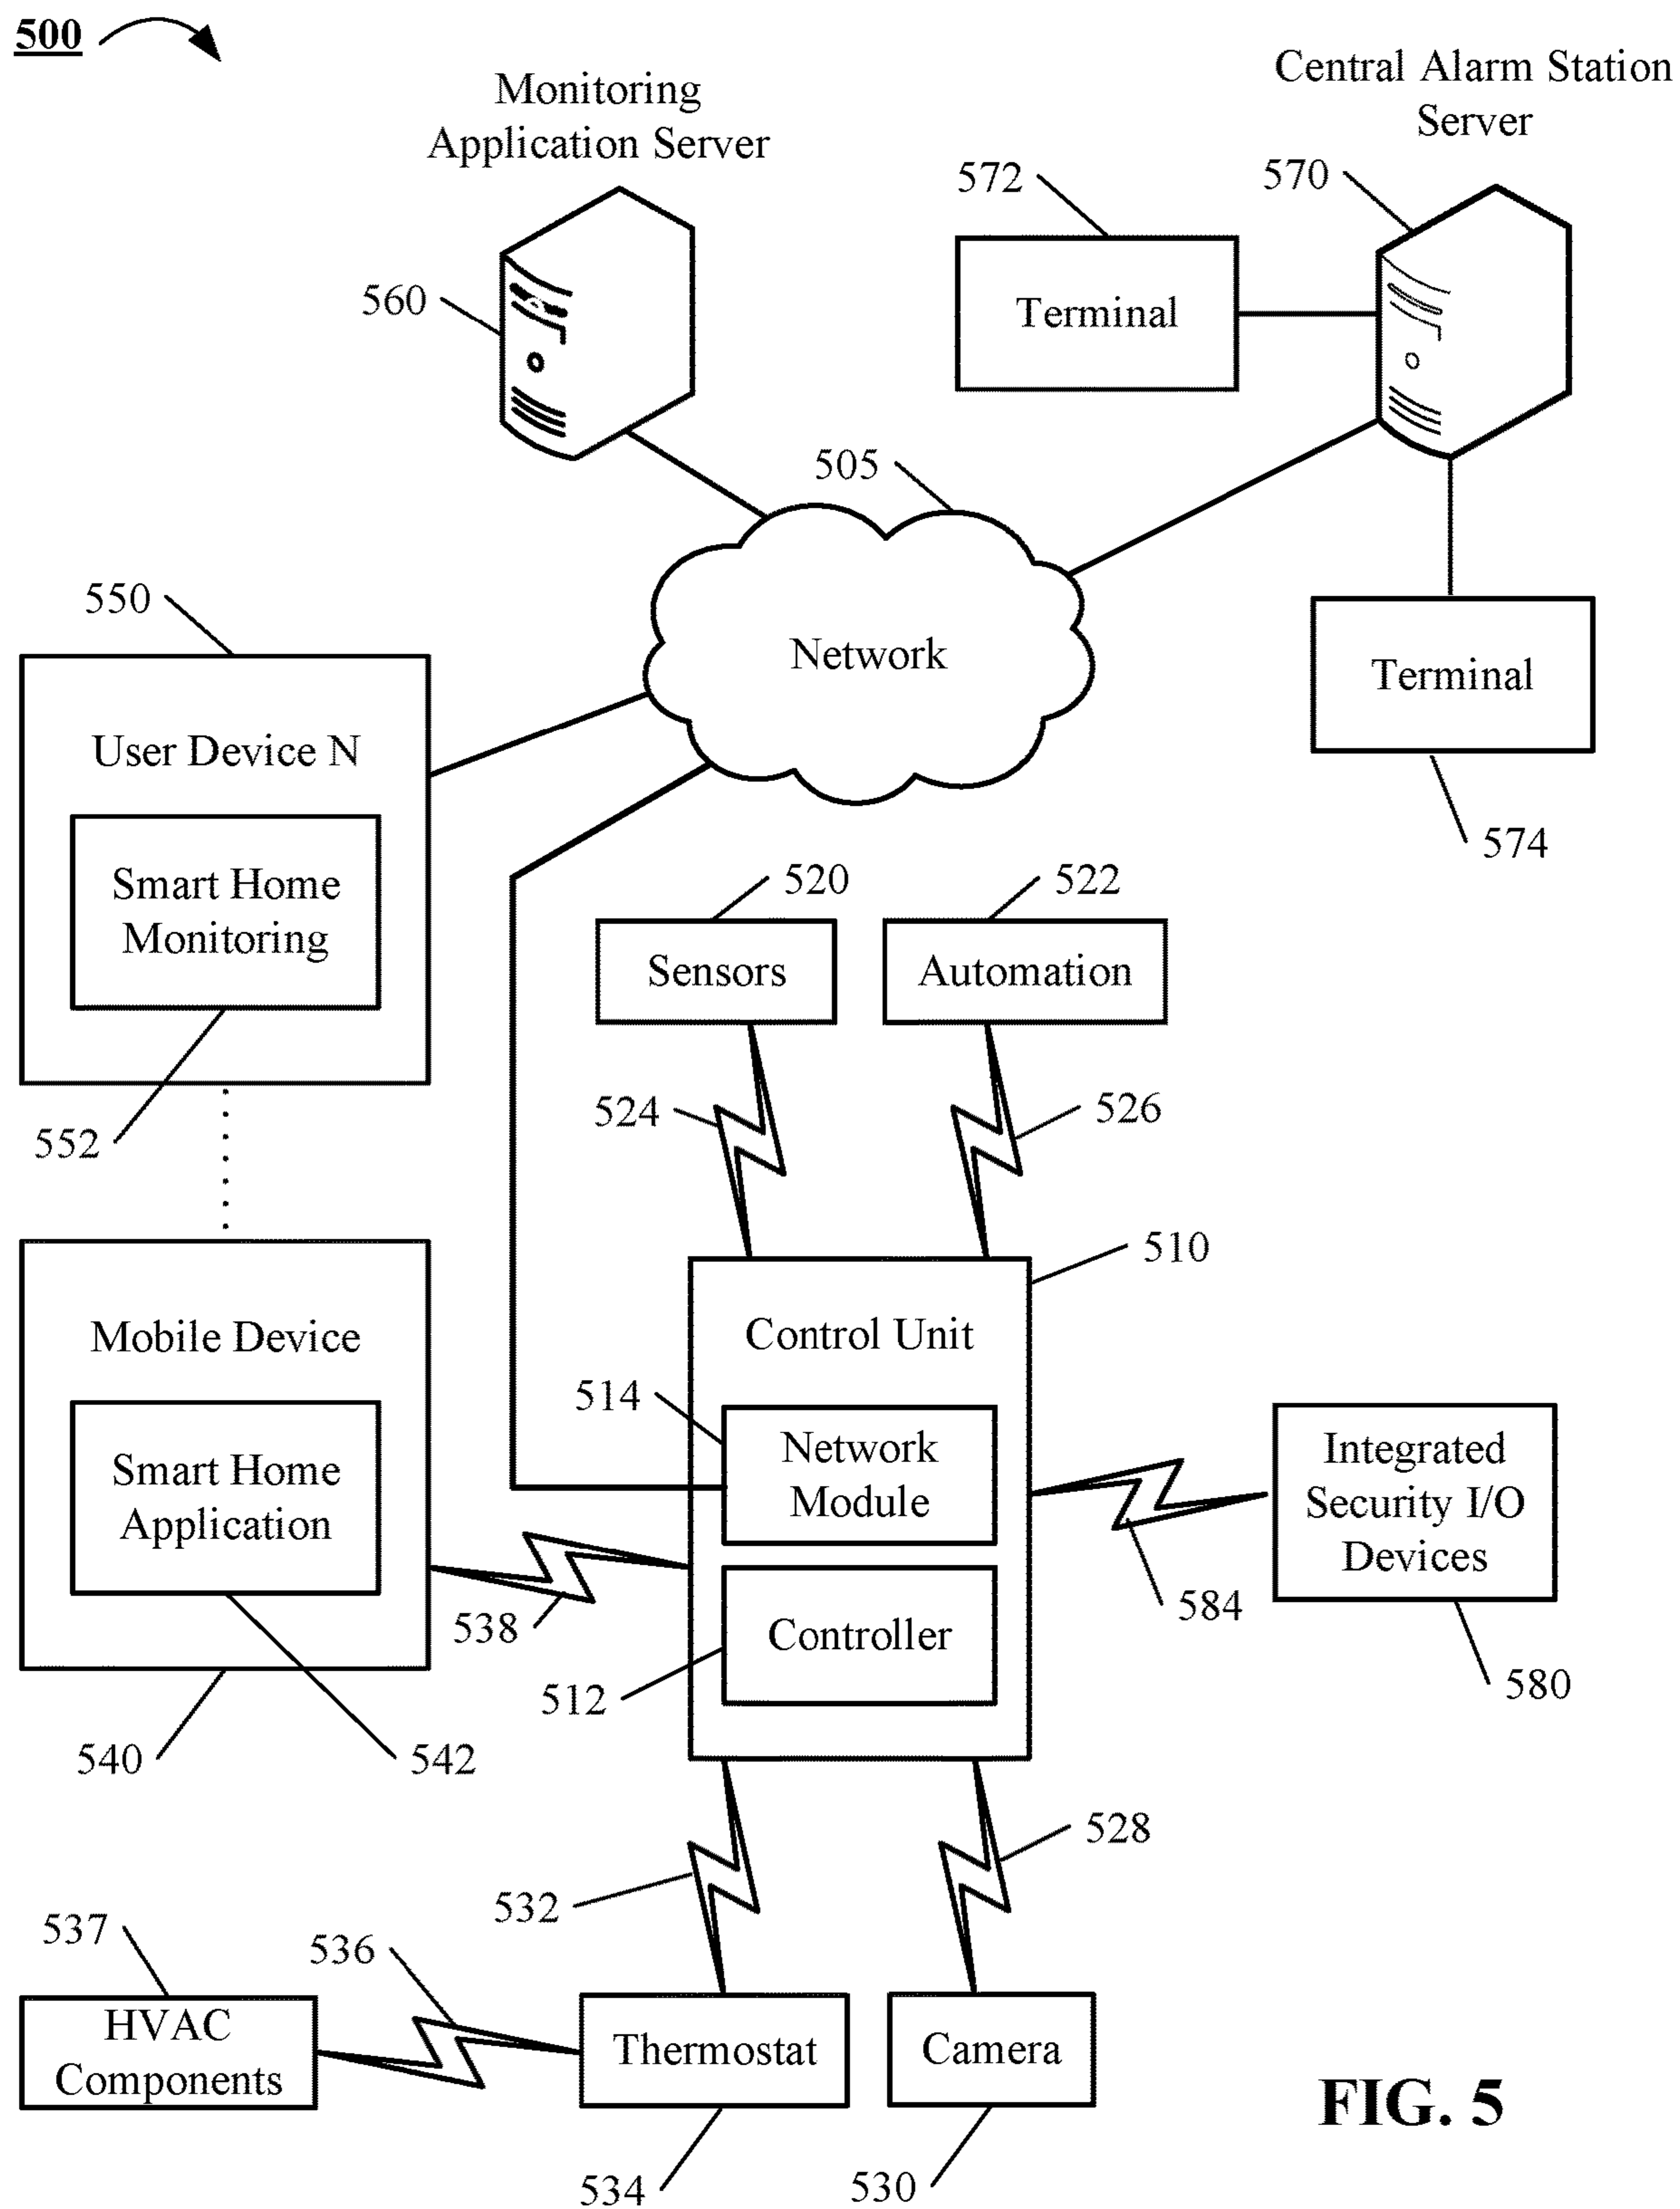 500
Monitoring
Application Server
Central Alarm Station
Server
572
570
560
Terminal
505
550
Network
Terminal
User Device N
574
Smart Home
Monitoring
520
522
Sensors
Automation
524
526
552
510
Mobile Device
Control Unit
514
Network
Module
Integrated
Security I/O
Devices
Smart Home
Application
538
584
Controller
512
580
540
542
528
532
537
536
HVAC
Components
Thermostat
Camera
FIG. 5
534
530